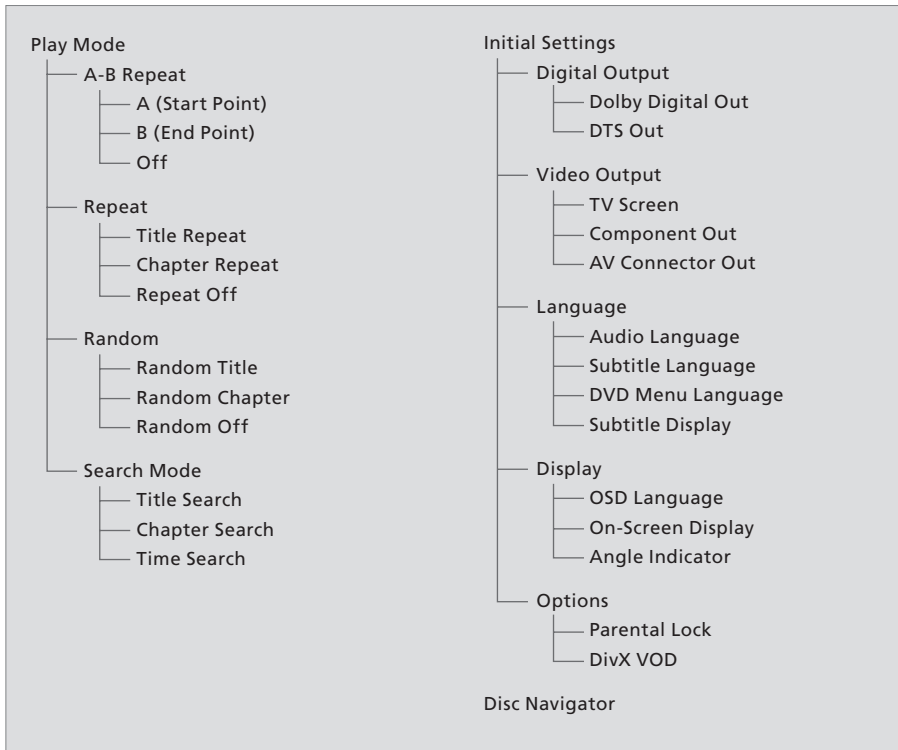 Play Mode
A-B Repeat
A (Start Point)
B (End Point)
Off
Repeat
Title Repeat
Chapter Repeat
Repeat Off
Random
Random Title
Random Chapter
Random Off
Search Mode
Title Search
Chapter Search
Time Search
Initial Settings
Digital Output
Dolby Digital Out
DTS Out
Video Output
TV Screen
Component Out
AV Connector Out
Language
Audio Language
Subtitle Language
DVD Menu Language
Subtitle Display
Display
OSD Language
On-Screen Display
Angle Indicator
Options
Parental Lock
DivX VOD
Disc Navigator